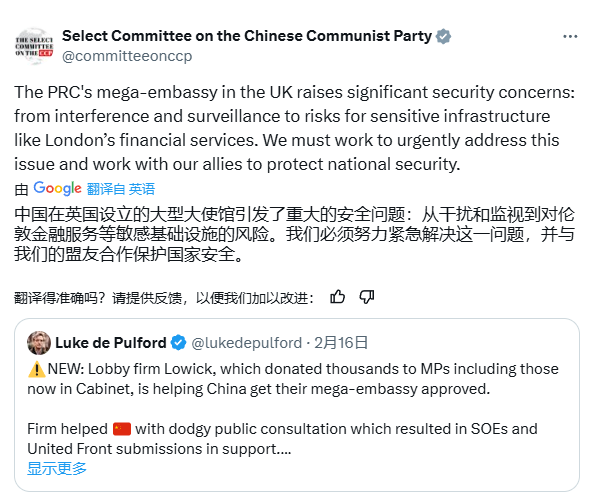 THE SELECT
COMMITTEE
ON THE CCP
Select Committee on the Chinese Communist Party
@committeeonccp
The PRC's mega-embassy in the UK raises significant security concerns:
from interference and surveillance to risks for sensitive infrastructure
like London’s financial services. We must work to urgently address this
issue and work with our allies to protect national security.
由 Google 翻译自 英语
中国在英国设立的大型大使馆引发了重大的安全问题：从干扰和监视到对伦
敦金融服务等敏感基础设施的风险。我们必须努力紧急解决这一问题，并与
我们的盟友合作保护国家安全。
翻译得准确吗？请提供反馈，以便我们加以改进：
Luke de Pulford @lukedepulford · 2月16日
⚠️NEW: Lobby firm Lowick, which donated thousands to MPs including those
now in Cabinet, is helping China get their mega-embassy approved.
Firm helped 🇨🇳 with dodgy public consultation which resulted in SOEs and
United Front submissions in support....
显示更多